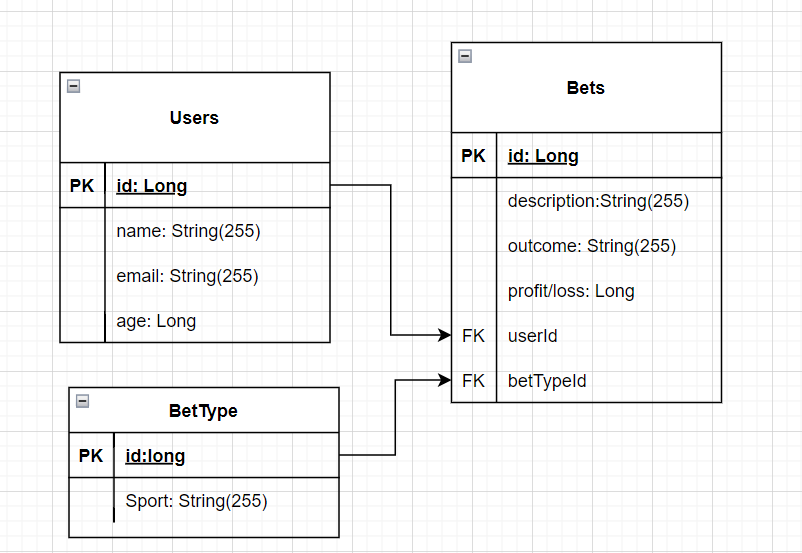 Users
PK id: Long
name: String(255)
email: String(255)
age: Long
BetType
PK id:long
Sport: String(255)
Bets
PK id: Long
description:String(255)
outcome: String(255)
profit/loss: Long
FK userId
FK betTypeId